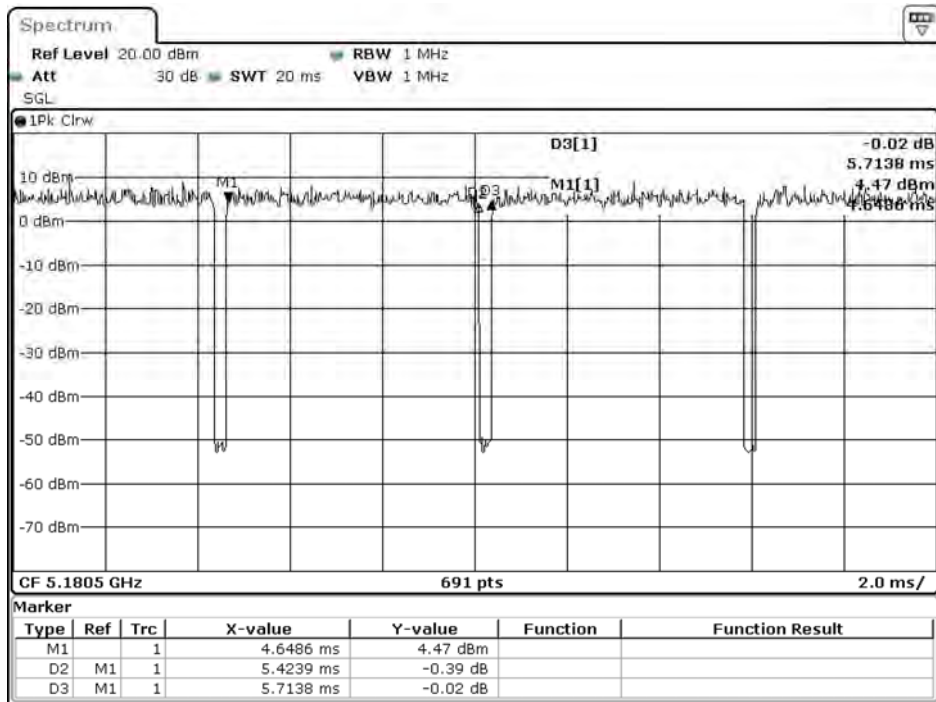 Spectrum
Ref Level 20.00 dBm RBW 1 MHz
Att 30 dB SWT 20 ms VBW 1 MHz
SGL
1Pk Clrw
D3[1] -0.02 dB
5.7138 ms
10 dBm M1 D3 M1[1] 4.47 dBm
4.6486 ms
0 dBm
-10 dBm
-20 dBm
-30 dBm
-40 dBm
-50 dBm
-60 dBm
-70 dBm
CF 5.1805 GHz 691 pts 2.0 ms/
Marker
Type Ref Trc X-value Y-value Function Function Result
M1 1 4.6486 ms 4.47 dBm
D2 M1 1 5.4239 ms -0.39 dB
D3 M1 1 5.7138 ms -0.02 dB